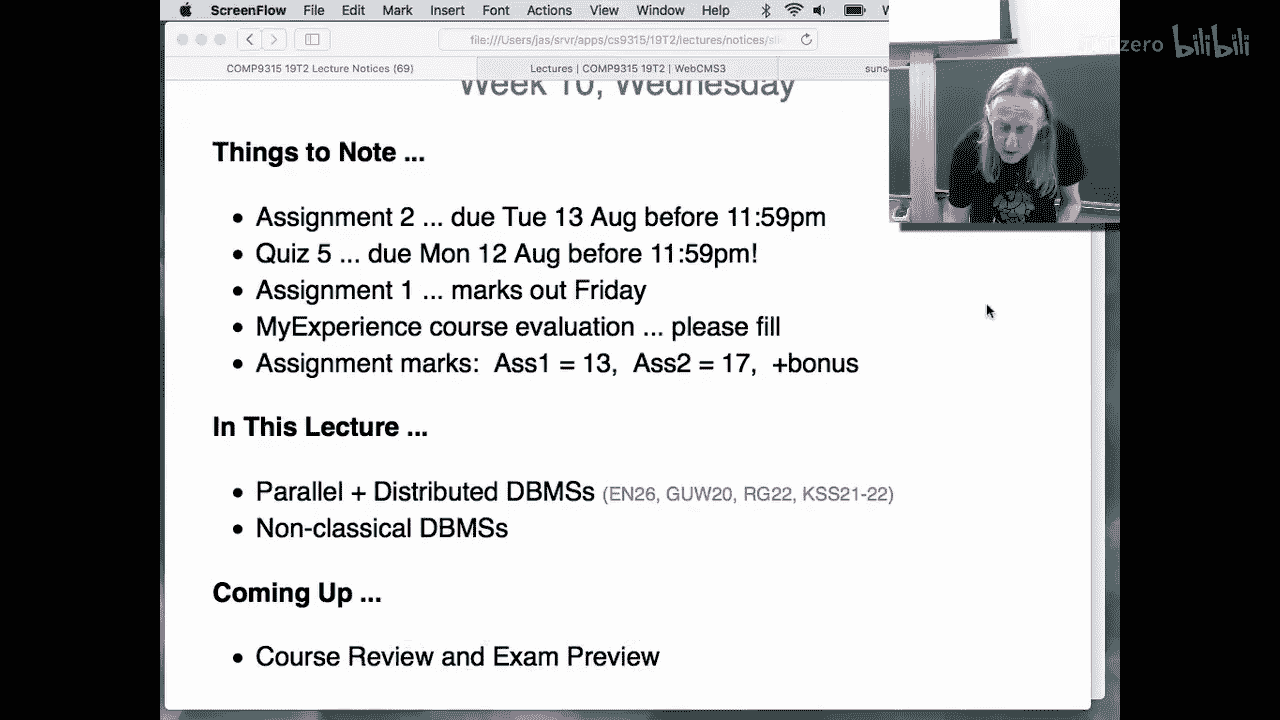 ScreenFlow File Edit Mark Insert Font Actions View Window Help
file:///Users/jas/srvr/apps/cs9315/19T2/lectures/notices/sli
zero bilibili
COMP9315 19T2 Lecture Notices (69) Lectures | COMP9315 19T2 | WebCMS3 suns
Week 10, Wednesday
Things to Note ...
• Assignment 2 ... due Tue 13 Aug before 11:59pm
• Quiz 5 ... due Mon 12 Aug before 11:59pm!
• Assignment 1 ... marks out Friday
• MyExperience course evaluation ... please fill
• Assignment marks: Ass1 = 13, Ass2 = 17, +bonus
In This Lecture ...
• Parallel + Distributed DBMSs (EN26, GUW20, RG22, KSS21-22)
• Non-classical DBMSs
Coming Up ...
• Course Review and Exam Preview